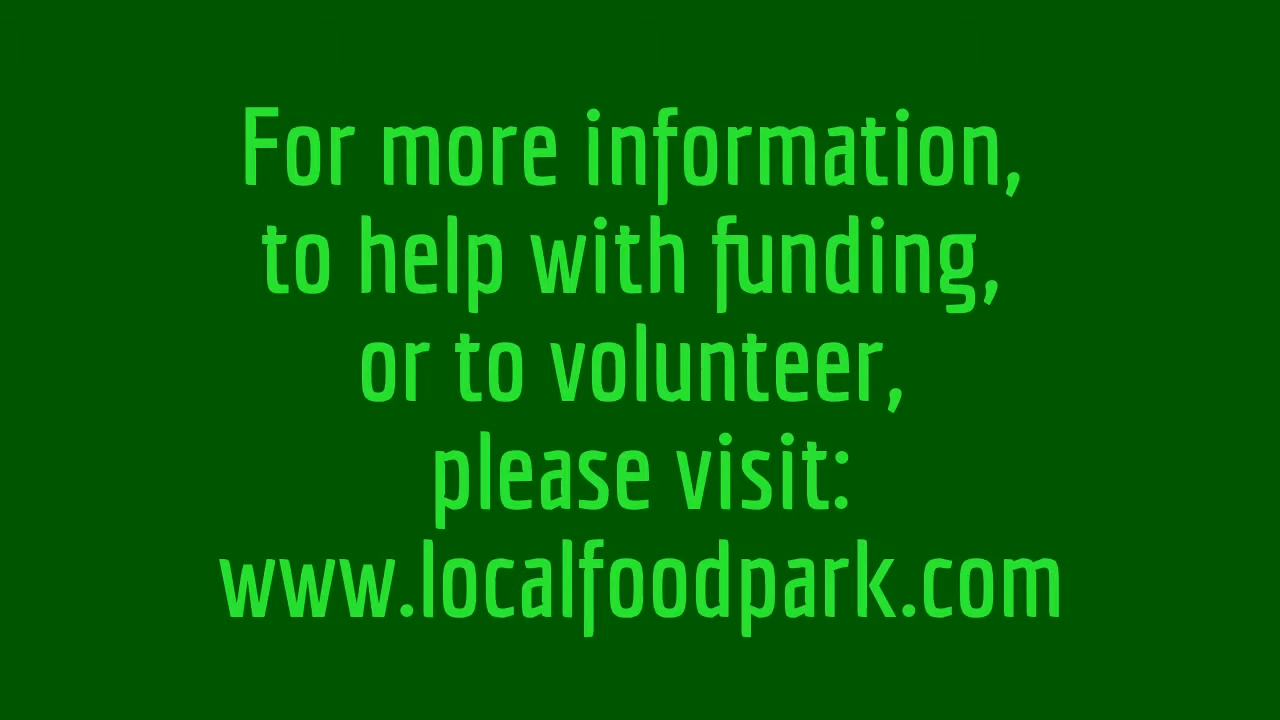 For more information,
to help with funding,
or to volunteer,
please visit:
www.localfoodpark.com